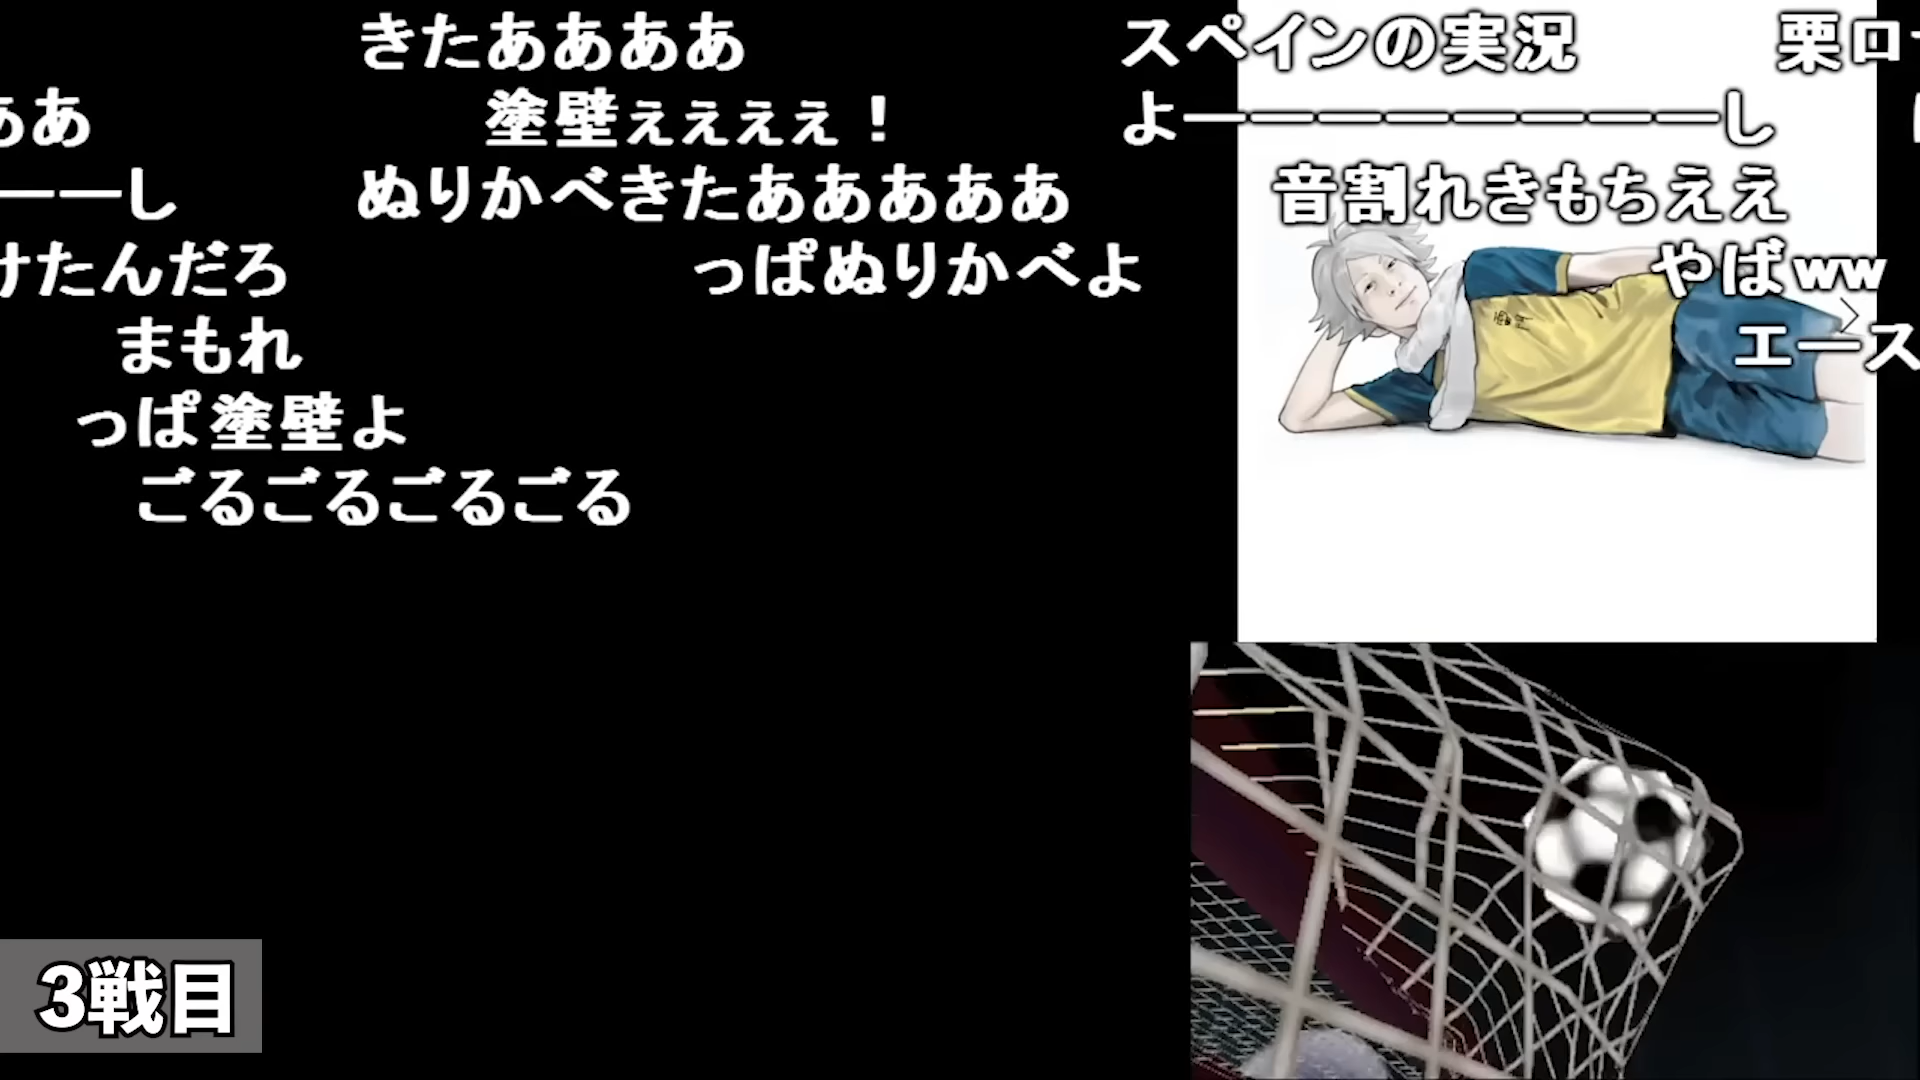 きたああああ
スペインの実況
栗ロ
ああ
塗壁ぇぇぇぇ！
よーーーーーーーーし
ーーし
ぬりかべきたあああああ
音割れきもちええ
けたんだろ
っぱぬりかべよ
やばww
まもれ
エース
っぱ塗壁よ
ごるごるごるごる
3戦目